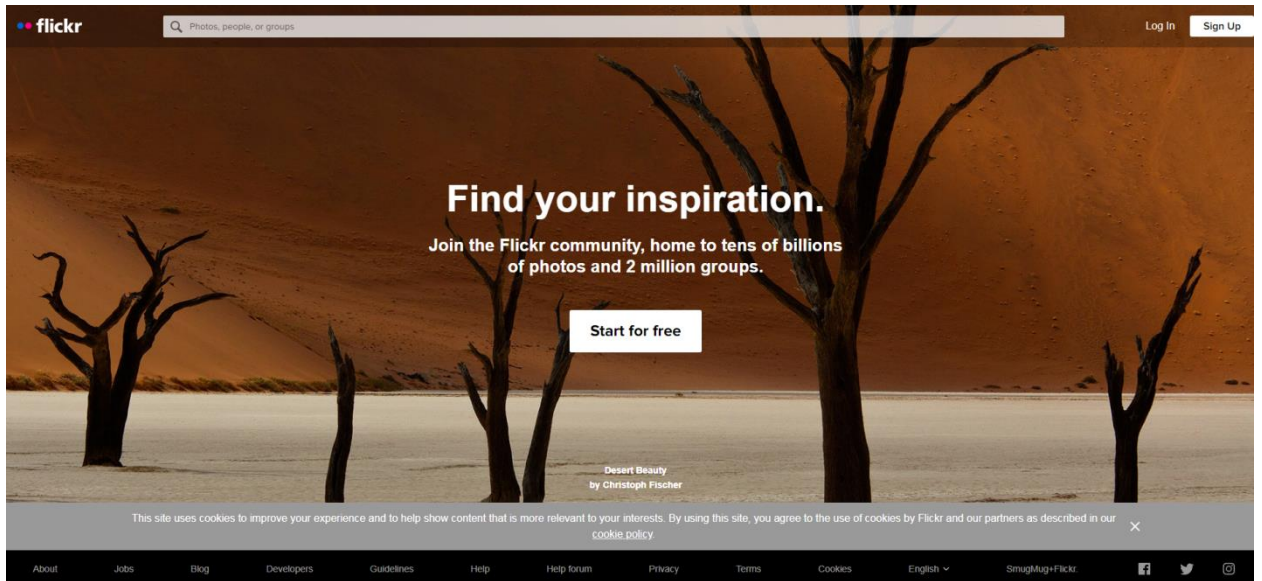 flickr
Photos, people, or groups
Log In
Sign Up
Find your inspiration.
Join the Flickr community, home to tens of billions
of photos and 2 million groups.
Start for free
Desert Beauty
by Christoph Fischer
This site uses cookies to improve your experience and to help show content that is more relevant to your interests. By using this site, you agree to the use of cookies by Flickr and our partners as described in our
cookie policy.
About Jobs Blog Developers Guidelines Help Help forum Privacy Terms Cookies English SmugMug+Flickr.